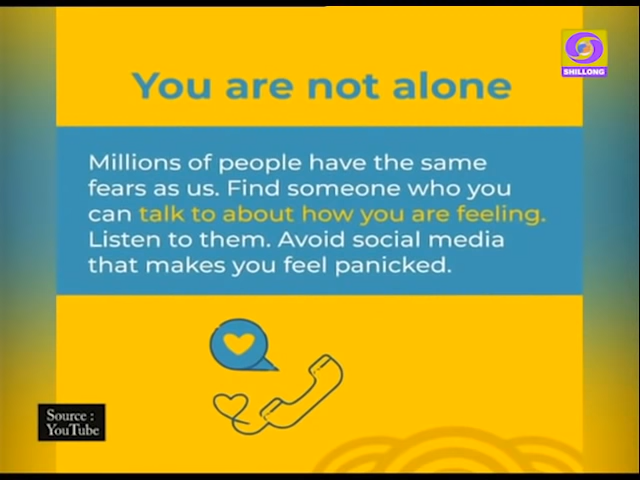 SHILLONG
You are not alone
Millions of people have the same
fears as us. Find someone who you
can talk to about how you are feeling.
Listen to them. Avoid social media
that makes you feel panicked.
Source :
YouTube